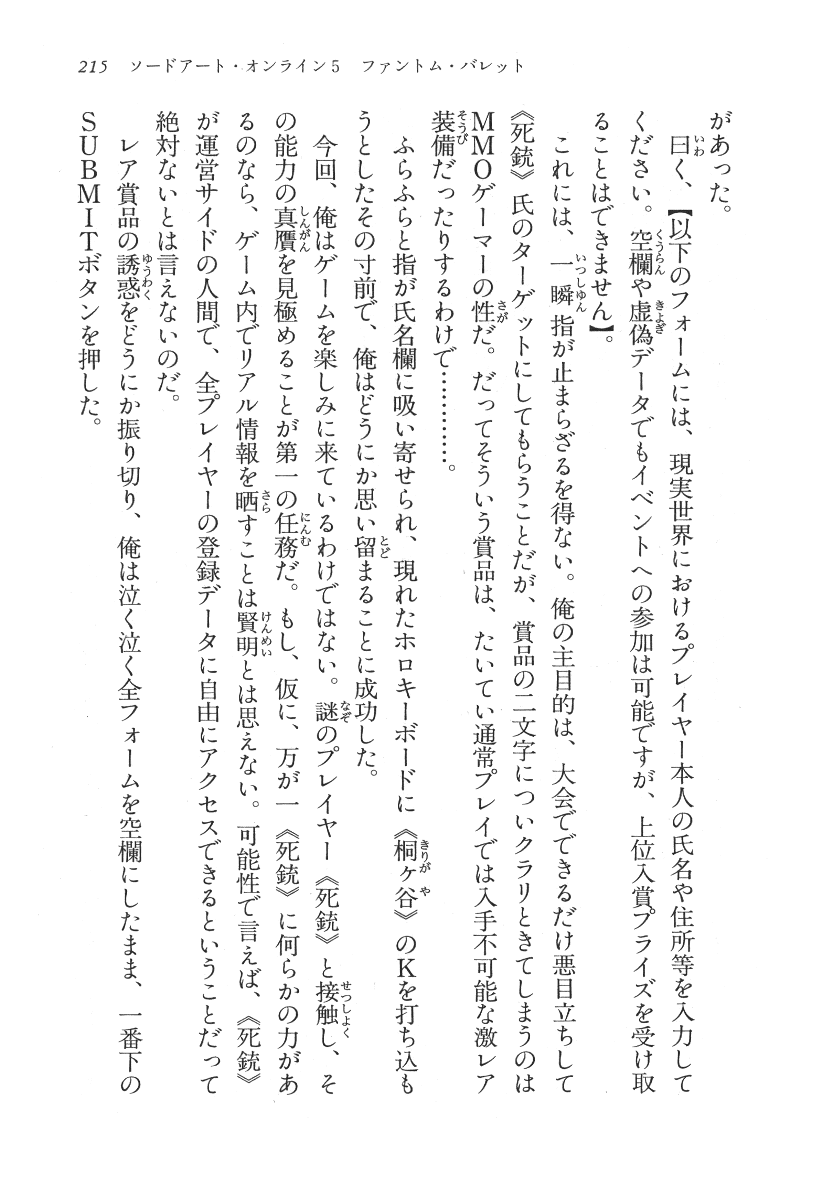 215　ソードアート・オンライン5　ファントム・バレット
があった。
　曰く、【以下のフォームには、現実世界におけるプレイヤー本人の氏名や住所等を入力して
ください。空欄や虚偽データでもイベントへの参加は可能ですが、上位入賞プライズを受け取
ることはできません】。
　これには、一瞬指が止まらざるを得ない。俺の主目的は、大会でできるだけ悪目立ちして
《死銃》氏のターゲットにしてもらうことだが、賞品の二文字についクラリときてしまうのは
ＭＭＯゲーマーの性だ。だってそういう賞品は、たいてい通常プレイでは入手不可能な激レア
装備だったりするわけで…………。
　ふらふらと指が氏名欄に吸い寄せられ、現れたホロキーボードに《桐ヶ谷》のＫを打ち込も
うとしたその寸前で、俺はどうにか思い留まることに成功した。
　今回、俺はゲームを楽しみに来ているわけではない。謎のプレイヤー《死銃》と接触し、そ
の能力の真贋を見極めることが第一の任務だ。もし、仮に、万が一《死銃》に何らかの力があ
るのなら、ゲーム内でリアル情報を晒すことは賢明とは思えない。可能性で言えば、《死銃》
が運営サイドの人間で、全プレイヤーの登録データに自由にアクセスできるということだって
絶対ないとは言えないのだ。
　レア賞品の誘惑をどうにか振り切り、俺は泣く泣く全フォームを空欄にしたまま、一番下の
ＳＵＢＭＩＴボタンを押した。